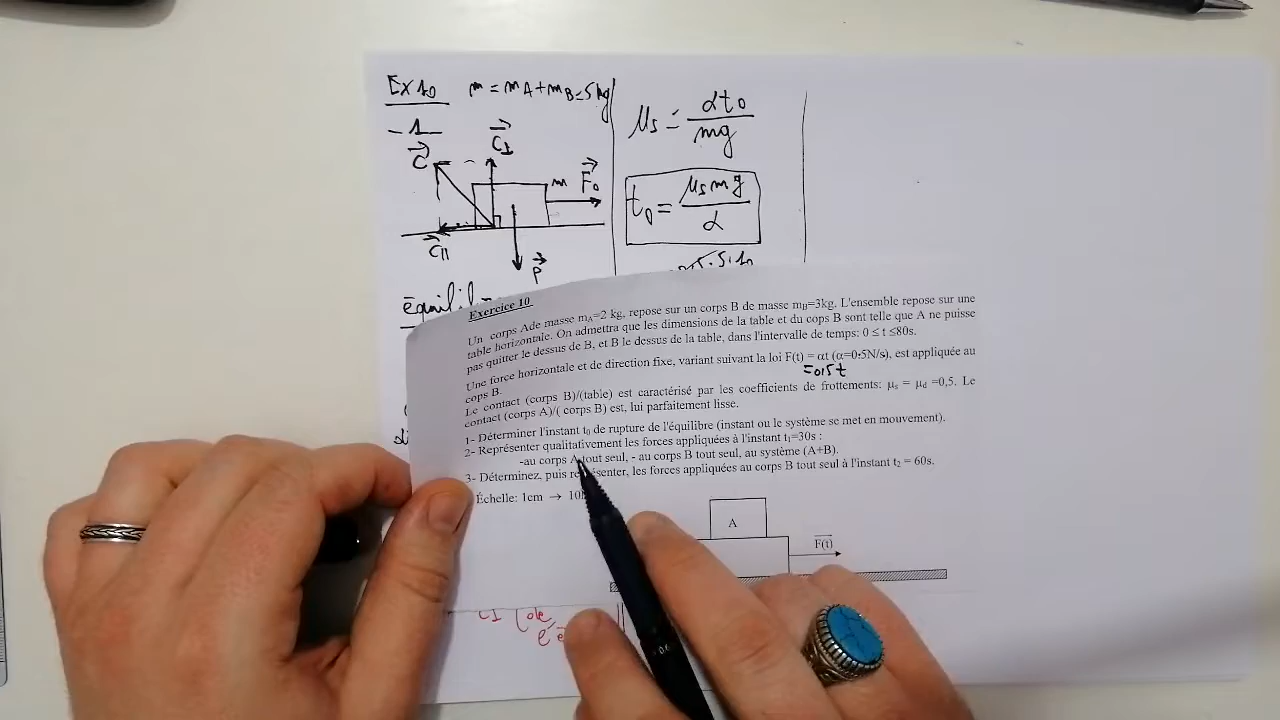 Ex 10 m = mA + mB = 5 kg
- 1
C⃗ C⃗⊥ m F⃗0
C⃗∥ P⃗
équilib
μs = αt0 / mg
t0 = μs m g / α
Exercice 10
Un corps Ade masse mA=2 kg, repose sur un corps B de masse mB=3kg. L'ensemble repose sur une
table horizontale. On admettra que les dimensions de la table et du cops B sont telle que A ne puisse
pas quitter le dessus de B, et B le dessus de la table, dans l'intervalle de temps: 0 ≤ t ≤80s.
Une force horizontale et de direction fixe, variant suivant la loi F(t) = αt (α=0.5N/s), est appliquée au
cops B.
=0,5 t
Le contact (corps B)/(table) est caractérisé par les coefficients de frottements: μs = μd =0,5. Le
contact (corps A)/( corps B) est, lui parfaitement lisse.
1- Déterminer l'instant t0 de rupture de l'équilibre (instant ou le système se met en mouvement).
2- Représenter qualitativement les forces appliquées à l'instant t1=30s :
-au corps A tout seul, - au corps B tout seul, au système (A+B).
3- Déterminez, puis représenter, les forces appliquées au corps B tout seul à l'instant t2 = 60s.
Échelle: 1cm → 10
A
F(t)